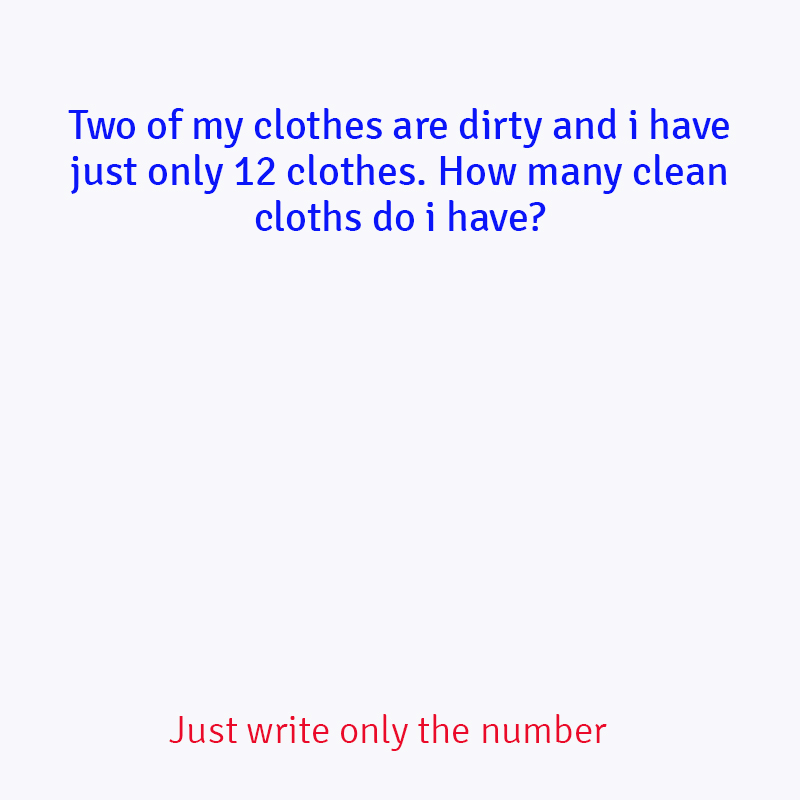 Two of my clothes are dirty and i have
just only 12 clothes. How many clean
cloths do i have?
Just write only the number